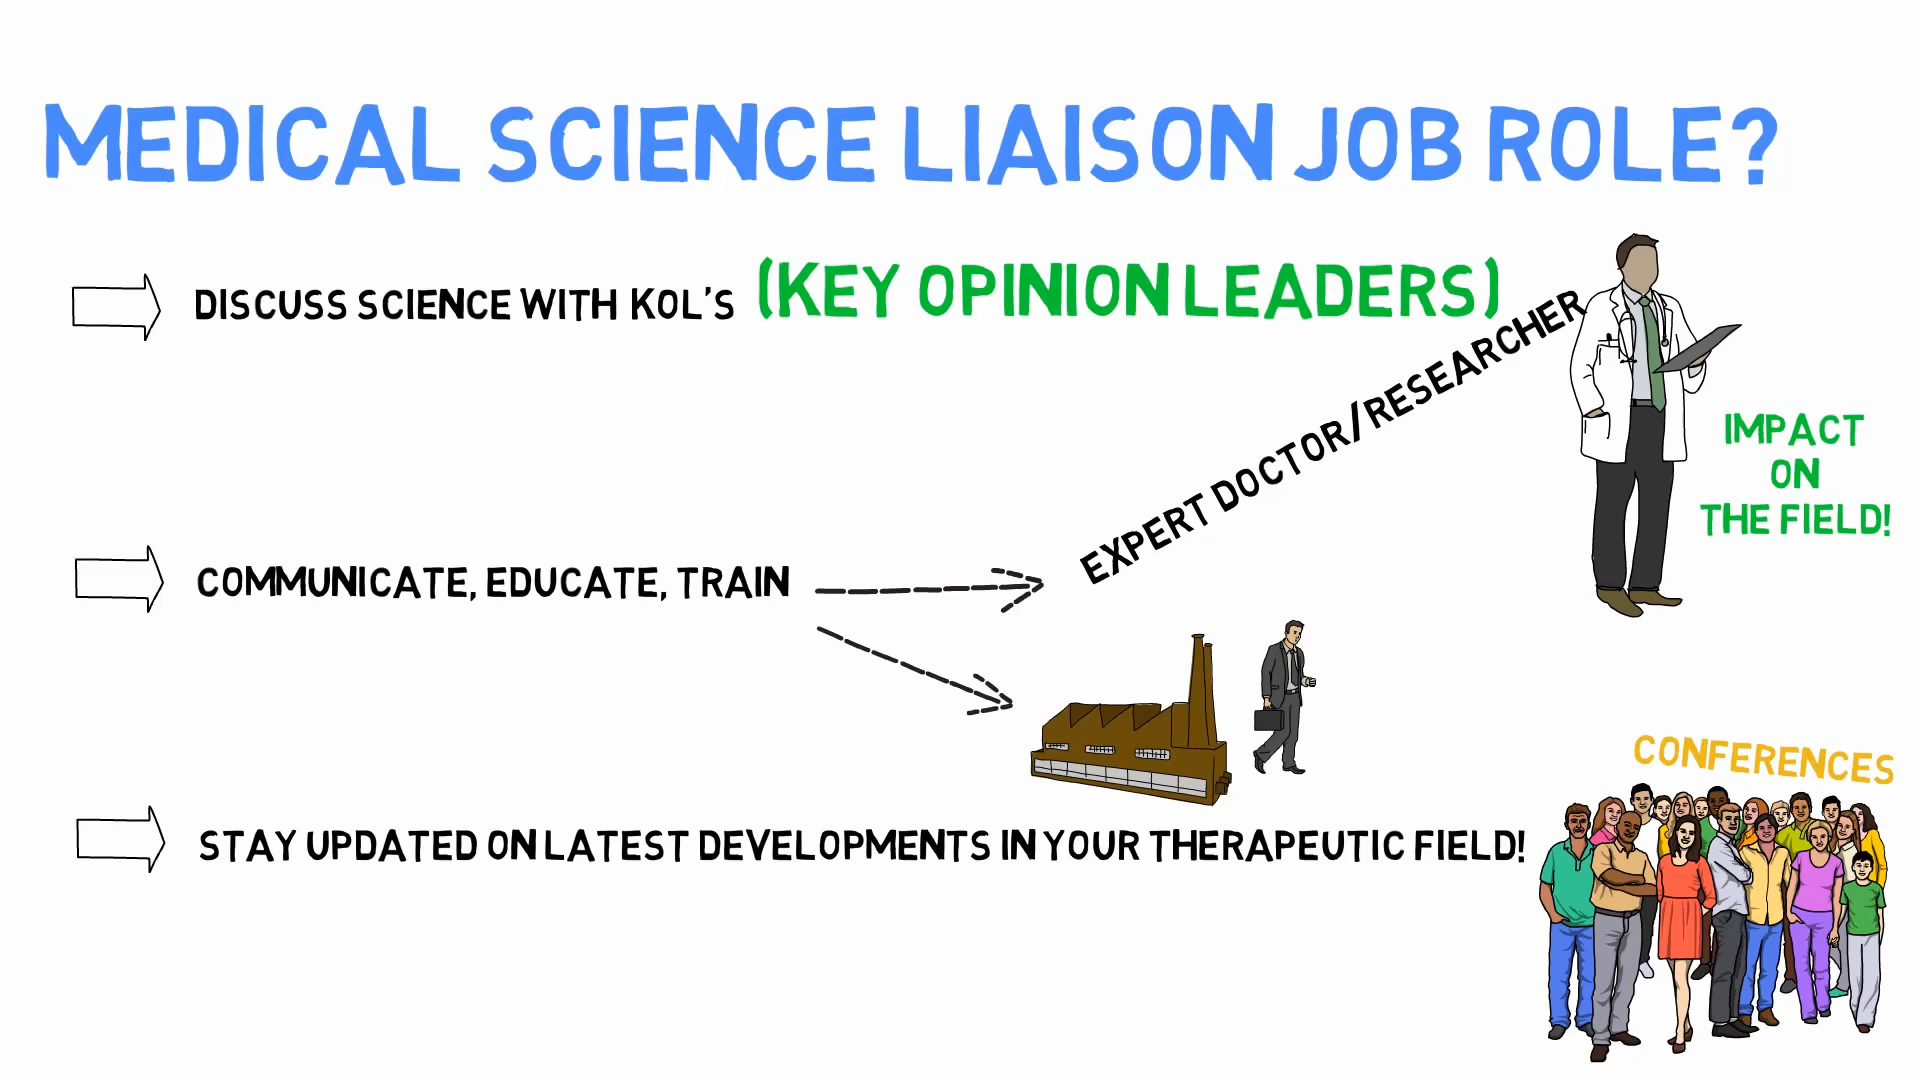 MEDICAL SCIENCE LIAISON JOB ROLE?
DISCUSS SCIENCE WITH KOL'S (KEY OPINION LEADERS)
EXPERT DOCTOR/RESEARCHER
IMPACT
ON
THE FIELD!
COMMUNICATE, EDUCATE, TRAIN
CONFERENCES
STAY UPDATED ON LATEST DEVELOPMENTS IN YOUR THERAPEUTIC FIELD!